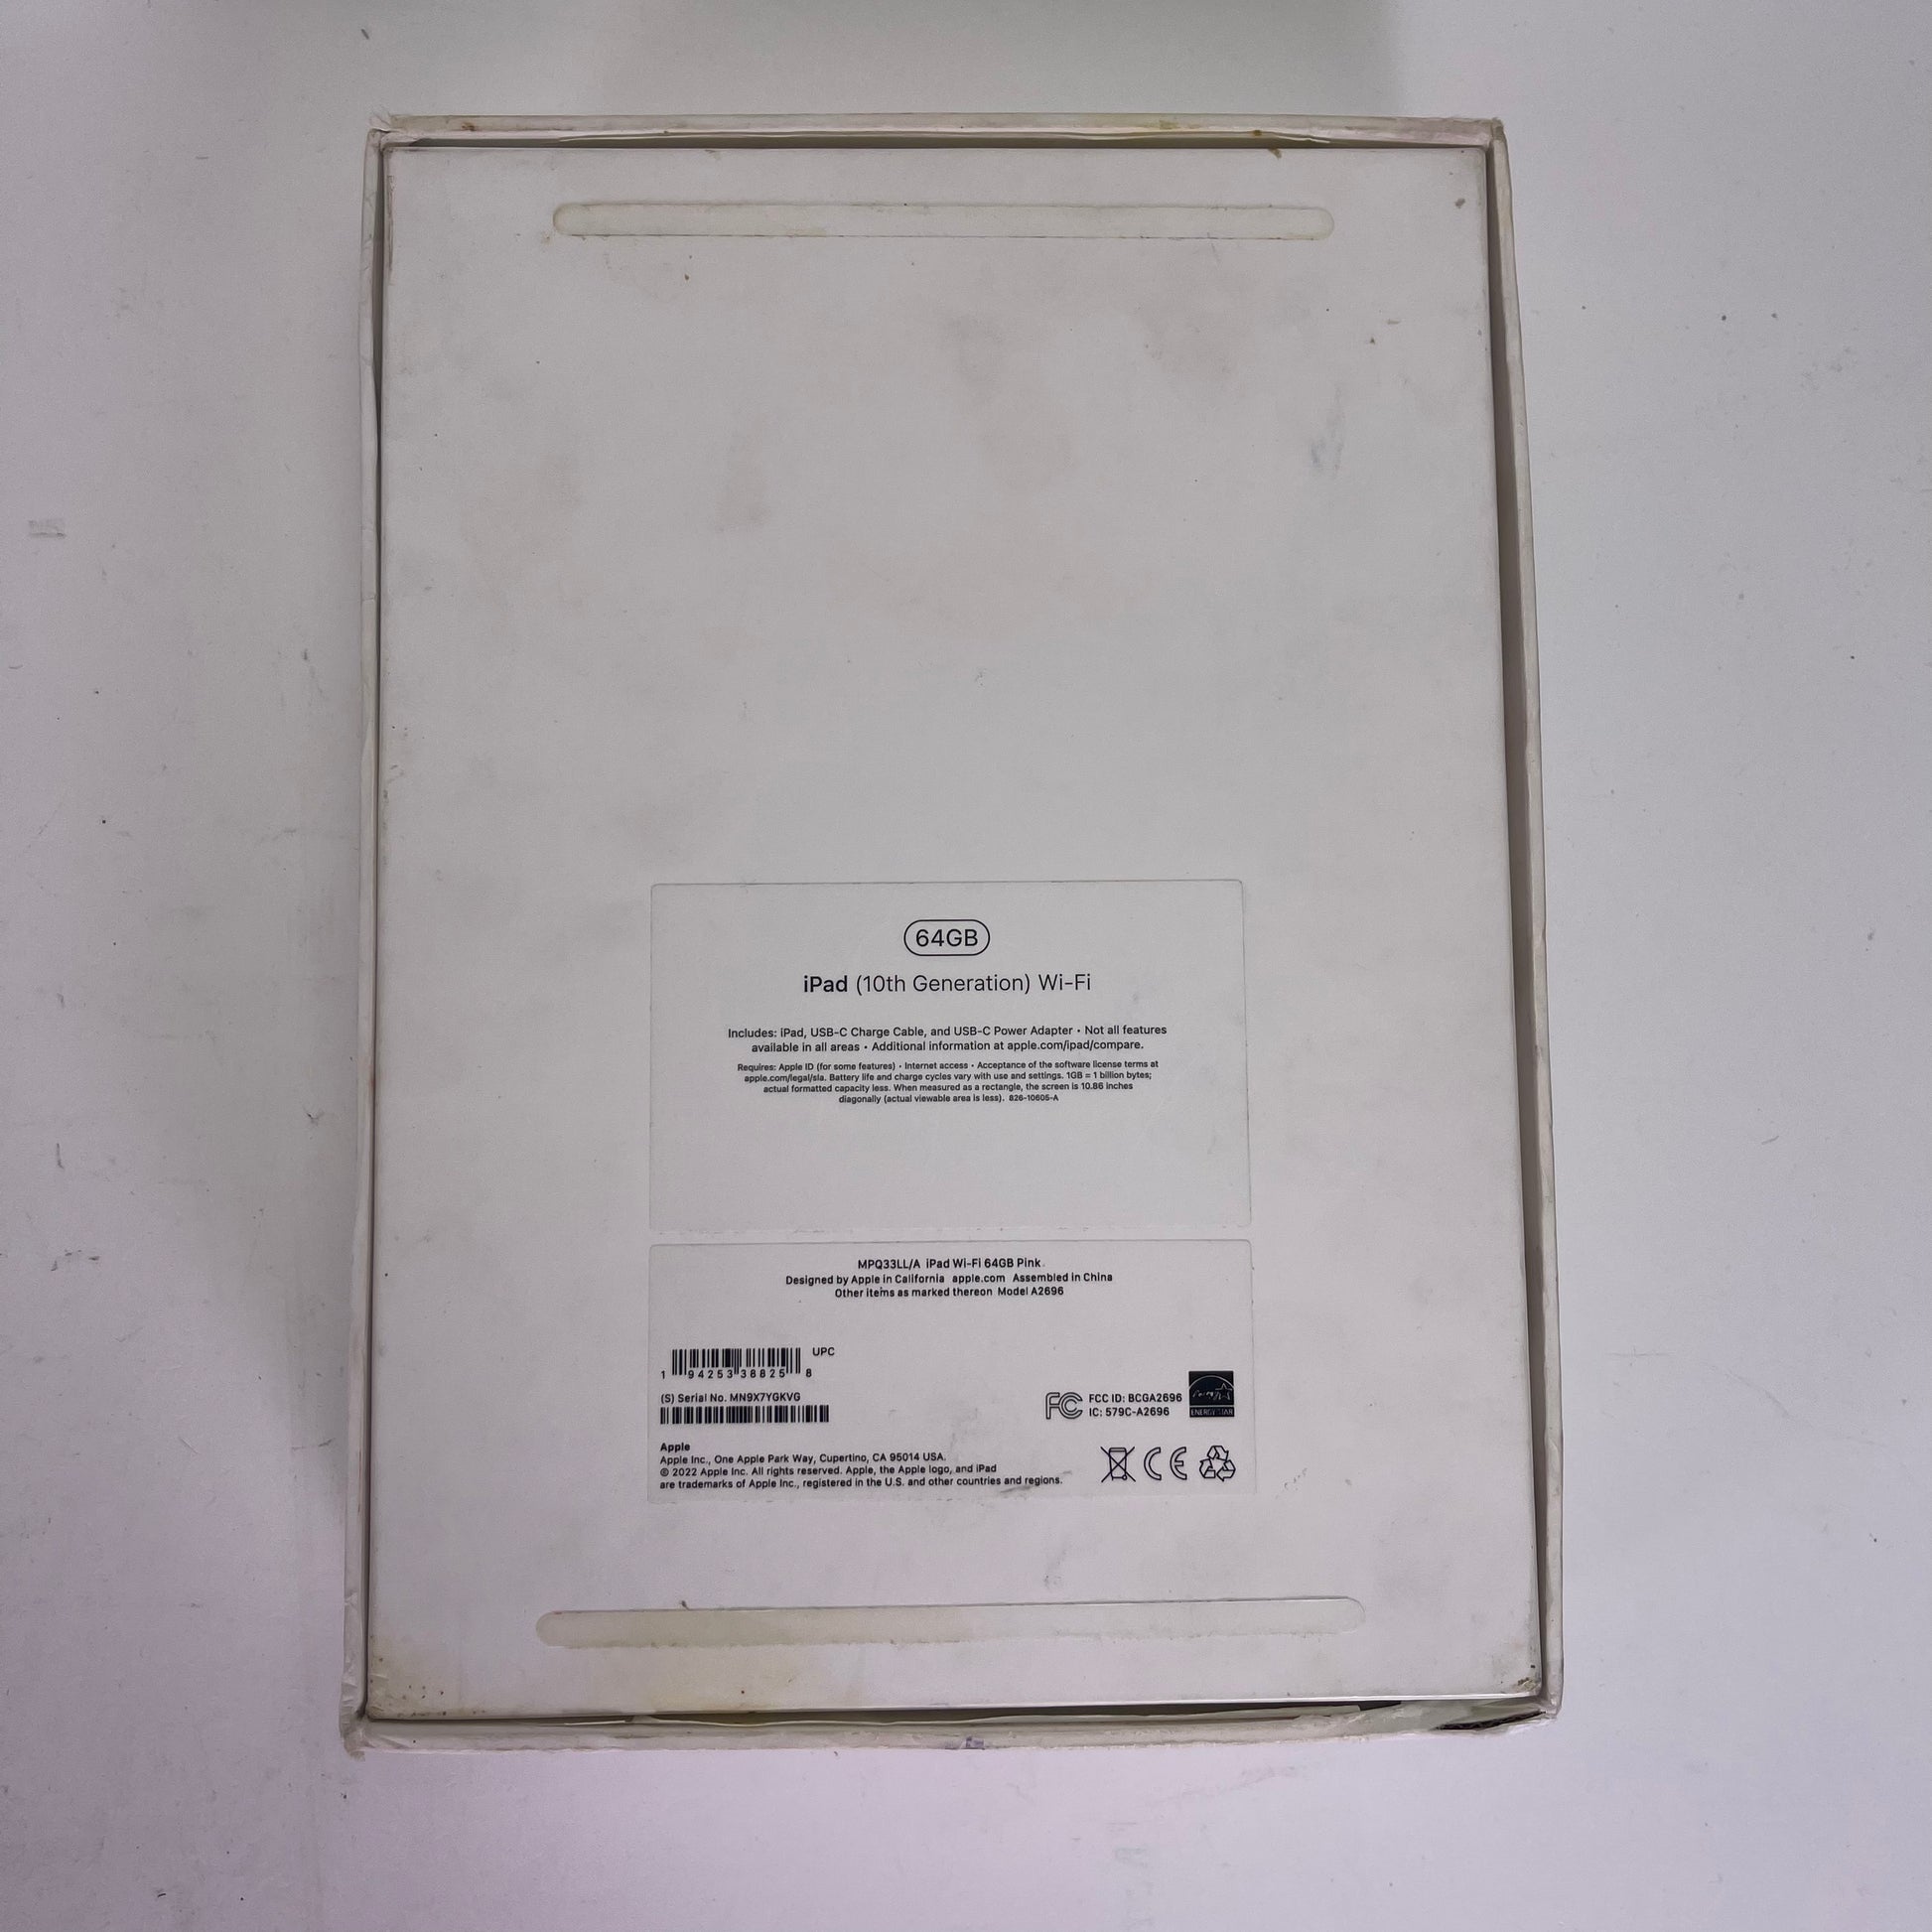 64GB
iPad (10th Generation) Wi-Fi
Includes: iPad, USB-C Charge Cable, and USB-C Power Adapter • Not all features
available in all areas • Additional information at apple.com/ipad/compare.
Requires: Apple ID (for some features) • Internet access • Acceptance of the software license terms at
apple.com/legal/sla. Battery life and charge cycles vary with use and settings. 1GB = 1 billion bytes;
actual formatted capacity less. When measured as a rectangle, the screen is 10.86 inches
diagonally (actual viewable area is less). 826-10605-A
MPQ33LL/A iPad Wi-Fi 64GB Pink
Designed by Apple in California apple.com Assembled in China
Other items as marked thereon Model A2696
UPC
1 94253 38825 8
(S) Serial No. MN9X7YGKVG
FCC ID: BCGA2696
IC: 579C-A2696
ENERGY STAR
Apple
Apple Inc., One Apple Park Way, Cupertino, CA 95014 USA.
© 2022 Apple Inc. All rights reserved. Apple, the Apple logo, and iPad
are trademarks of Apple Inc., registered in the U.S. and other countries and regions.